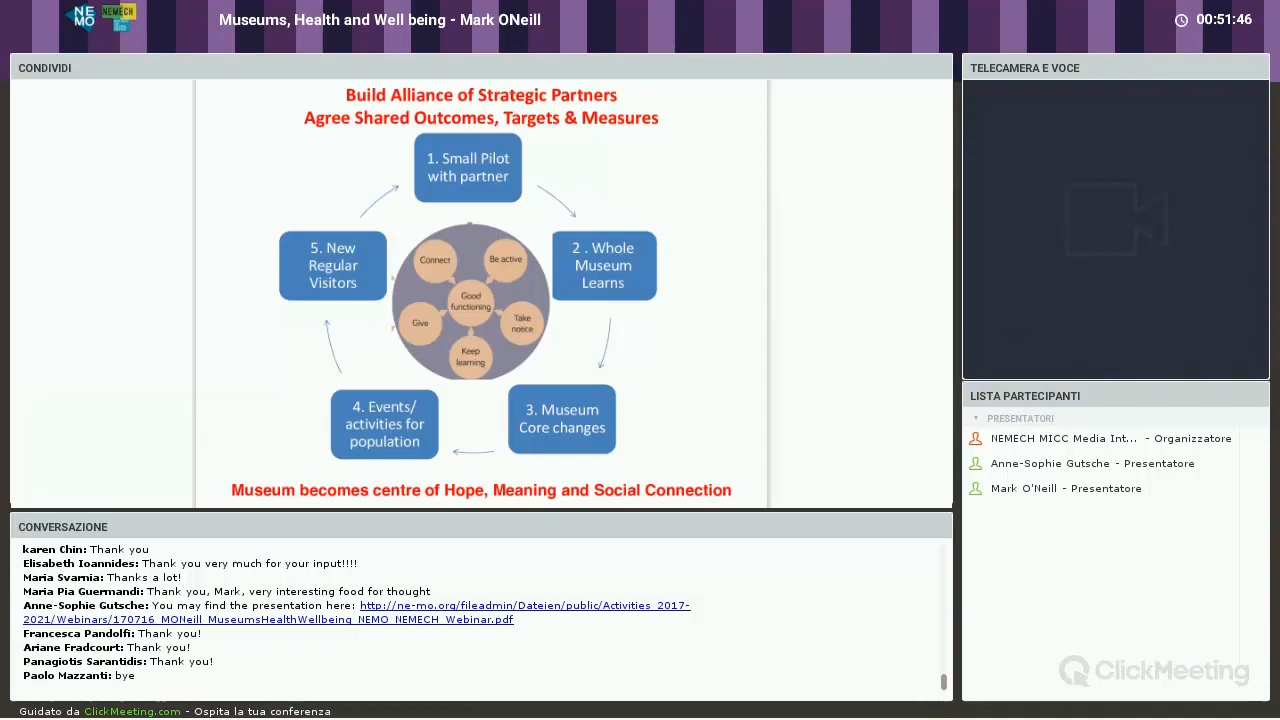 NE
MO
NEMECH
Museums, Health and Well being - Mark ONeill
00:51:46
CONDIVIDI
Build Alliance of Strategic Partners
Agree Shared Outcomes, Targets & Measures
1. Small Pilot
with partner
2 . Whole
Museum
Learns
3. Museum
Core changes
4. Events/
activities for
population
5. New
Regular
Visitors
Connect
Be active
Good
functioning
Give
Take
notice
Keep
learning
Museum becomes centre of Hope, Meaning and Social Connection
TELECAMERA E VOCE
LISTA PARTECIPANTI
PRESENTATORI
NEMECH MICC Media Int... - Organizzatore
Anne-Sophie Gutsche - Presentatore
Mark O'Neill - Presentatore
CONVERSAZIONE
karen Chin: Thank you
Elisabeth Ioannides: Thank you very much for your input!!!!
Maria Svarnia: Thanks a lot!
Maria Pia Guermandi: Thank you, Mark, very interesting food for thought
Anne-Sophie Gutsche: You may find the presentation here: http://ne-mo.org/fileadmin/Dateien/public/Activities_2017-
2021/Webinars/170716_MONeill_MuseumsHealthWellbeing_NEMO_NEMECH_Webinar.pdf
Francesca Pandolfi: Thank you!
Ariane Fradcourt: Thank you!
Panagiotis Sarantidis: Thank you!
Paolo Mazzanti: bye
ClickMeeting
Guidato da ClickMeeting.com - Ospita la tua conferenza